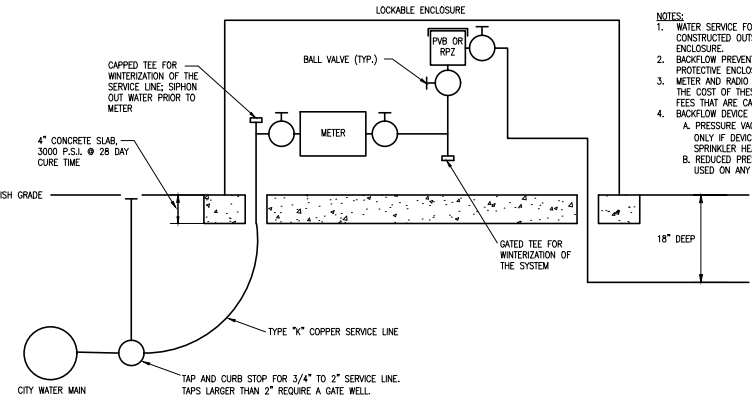 LOCKABLE ENCLOSURE
NOTES:
1. WATER SERVICE FO
CONSTRUCTED OUT
ENCLOSURE.
2. BACKFLOW PREVEN
PROTECTIVE ENCLO
3. METER AND RADIO
THE COST OF THES
FEES THAT ARE CA
4. BACKFLOW DEVICE
A. PRESSURE VAC
ONLY IF DEVIC
SPRINKLER HE
B. REDUCED PRE
USED ON ANY
PVB OR
RPZ
BALL VALVE (TYP.)
CAPPED TEE FOR
WINTERIZATION OF THE
SERVICE LINE; SIPHON
OUT WATER PRIOR TO
METER
METER
4" CONCRETE SLAB,
3000 P.S.I. @ 28 DAY
CURE TIME
ISH GRADE
18" DEEP
GATED TEE FOR
WINTERIZATION OF
THE SYSTEM
TYPE "K" COPPER SERVICE LINE
TAP AND CURB STOP FOR 3/4" TO 2" SERVICE LINE.
TAPS LARGER THAN 2" REQUIRE A GATE WELL.
CITY WATER MAIN